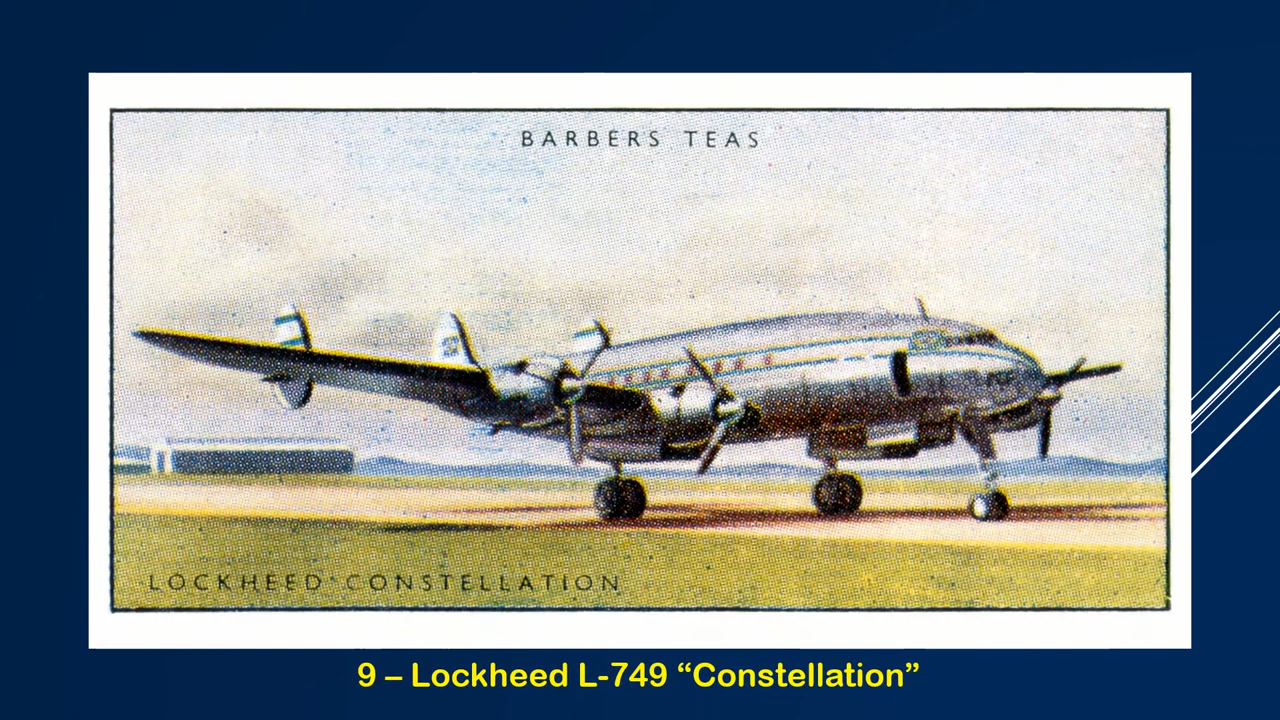 BARBERS TEAS
LOCKHEED CONSTELLATION
9 – Lockheed L-749 “Constellation”